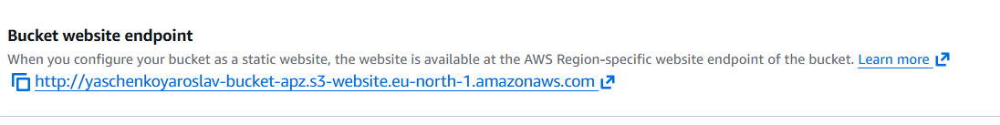 Bucket website endpoint
When you configure your bucket as a static website, the website is available at the AWS Region-specific website endpoint of the bucket. Learn more
http://yaschenkoyaroslav-bucket-apz.s3-website.eu-north-1.amazonaws.com